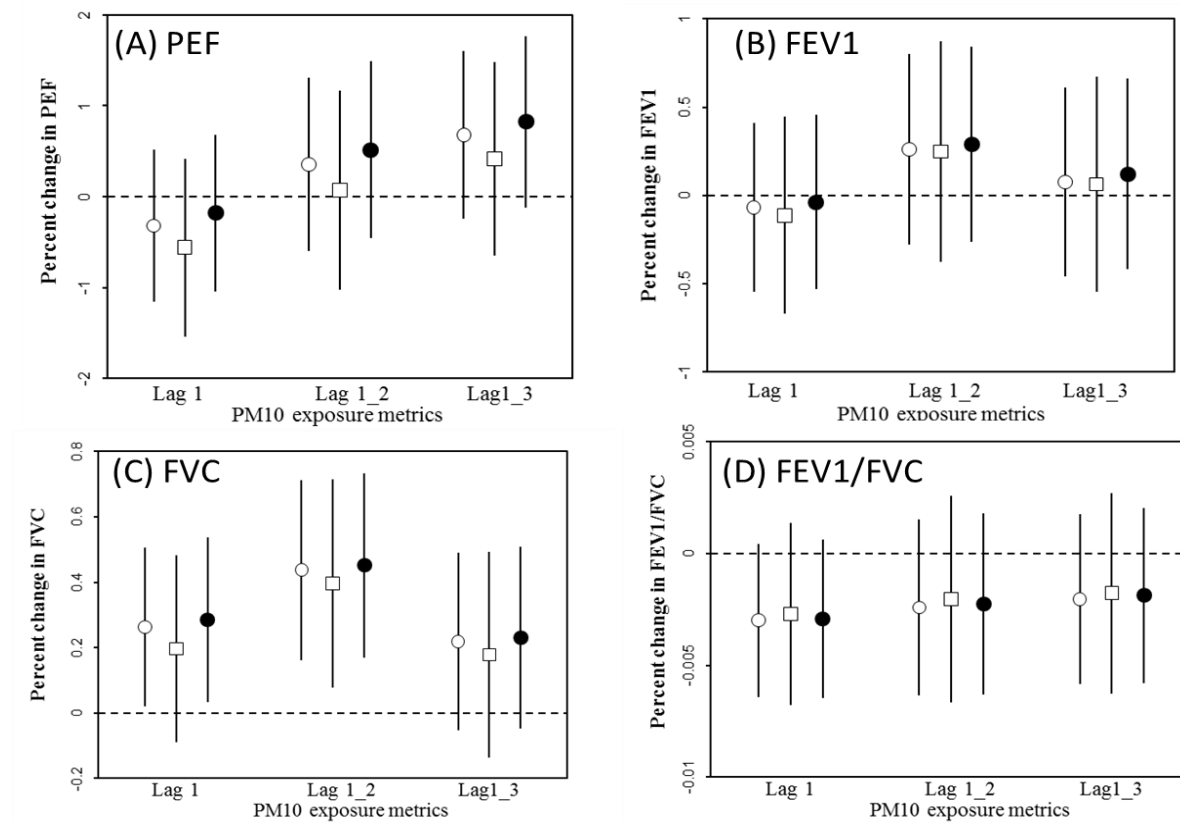 (A) PEF
Percent change in PEF
2
1
0
-1
-2
Lag 1
Lag 1_2
Lag1_3
PM10 exposure metrics
(B) FEV1
Percent change in FEV1
1
0.5
0
-0.5
-1
Lag 1
Lag 1_2
Lag1_3
PM10 exposure metrics
(C) FVC
Percent change in FVC
0.8
0.6
0.4
0.2
0
-0.2
Lag 1
Lag 1_2
Lag1_3
PM10 exposure metrics
(D) FEV1/FVC
Percent change in FEV1/FVC
0.005
0
-0.005
-0.01
Lag 1
Lag 1_2
Lag1_3
PM10 exposure metrics